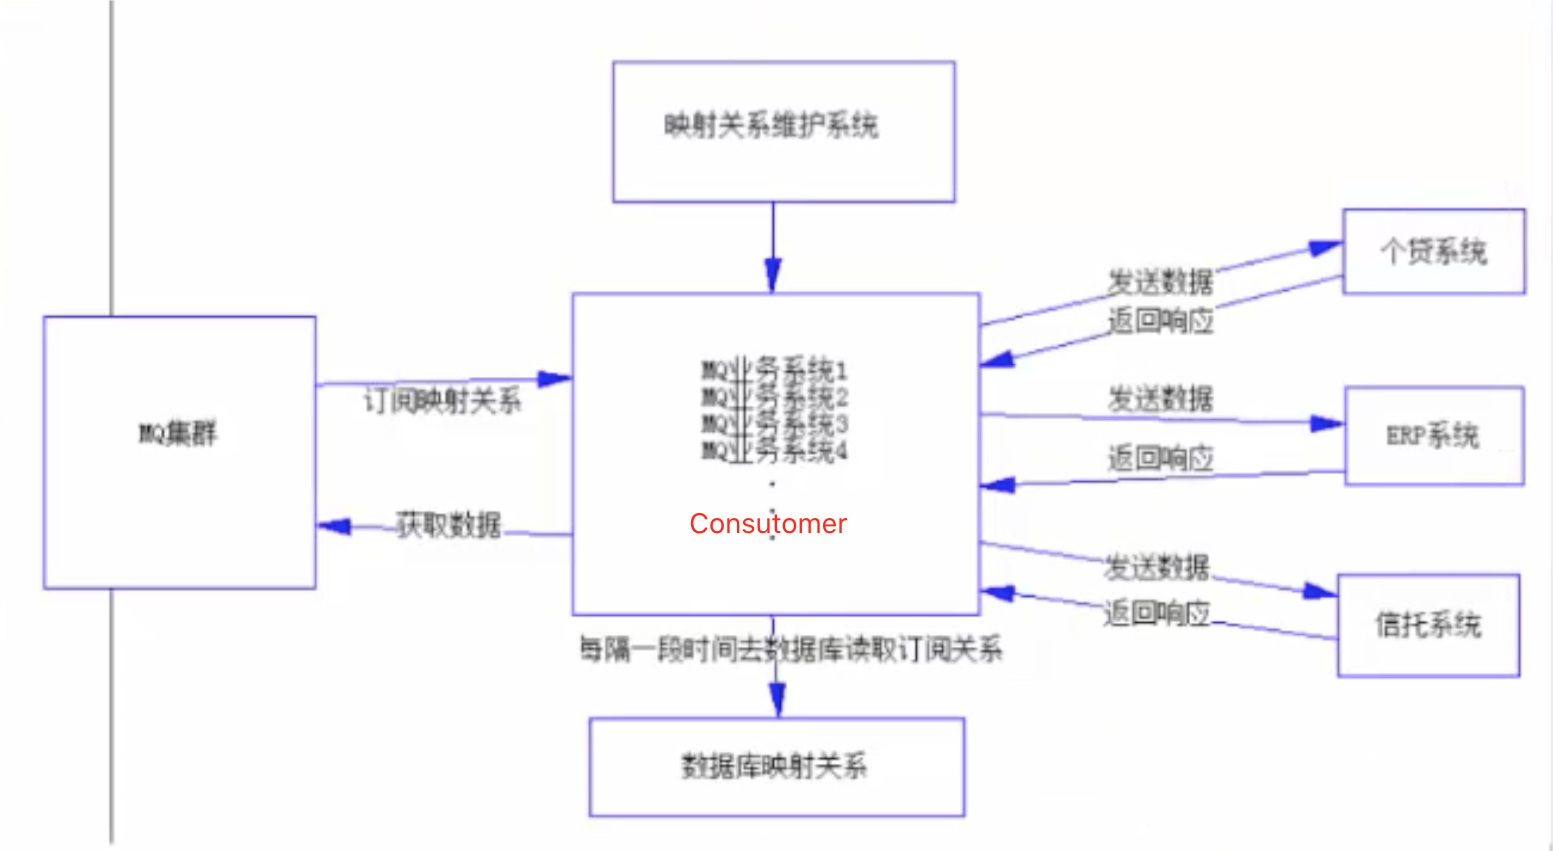 映射关系维护系统
个贷系统
发送数据
返回响应
MQ业务系统1
MQ业务系统2
MQ业务系统3
MQ业务系统4
订阅映射关系
MQ集群
发送数据
ERP系统
返回响应
Consutomer
获取数据
发送数据
返回响应
信托系统
每隔一段时间去数据库读取订阅关系
数据库映射关系